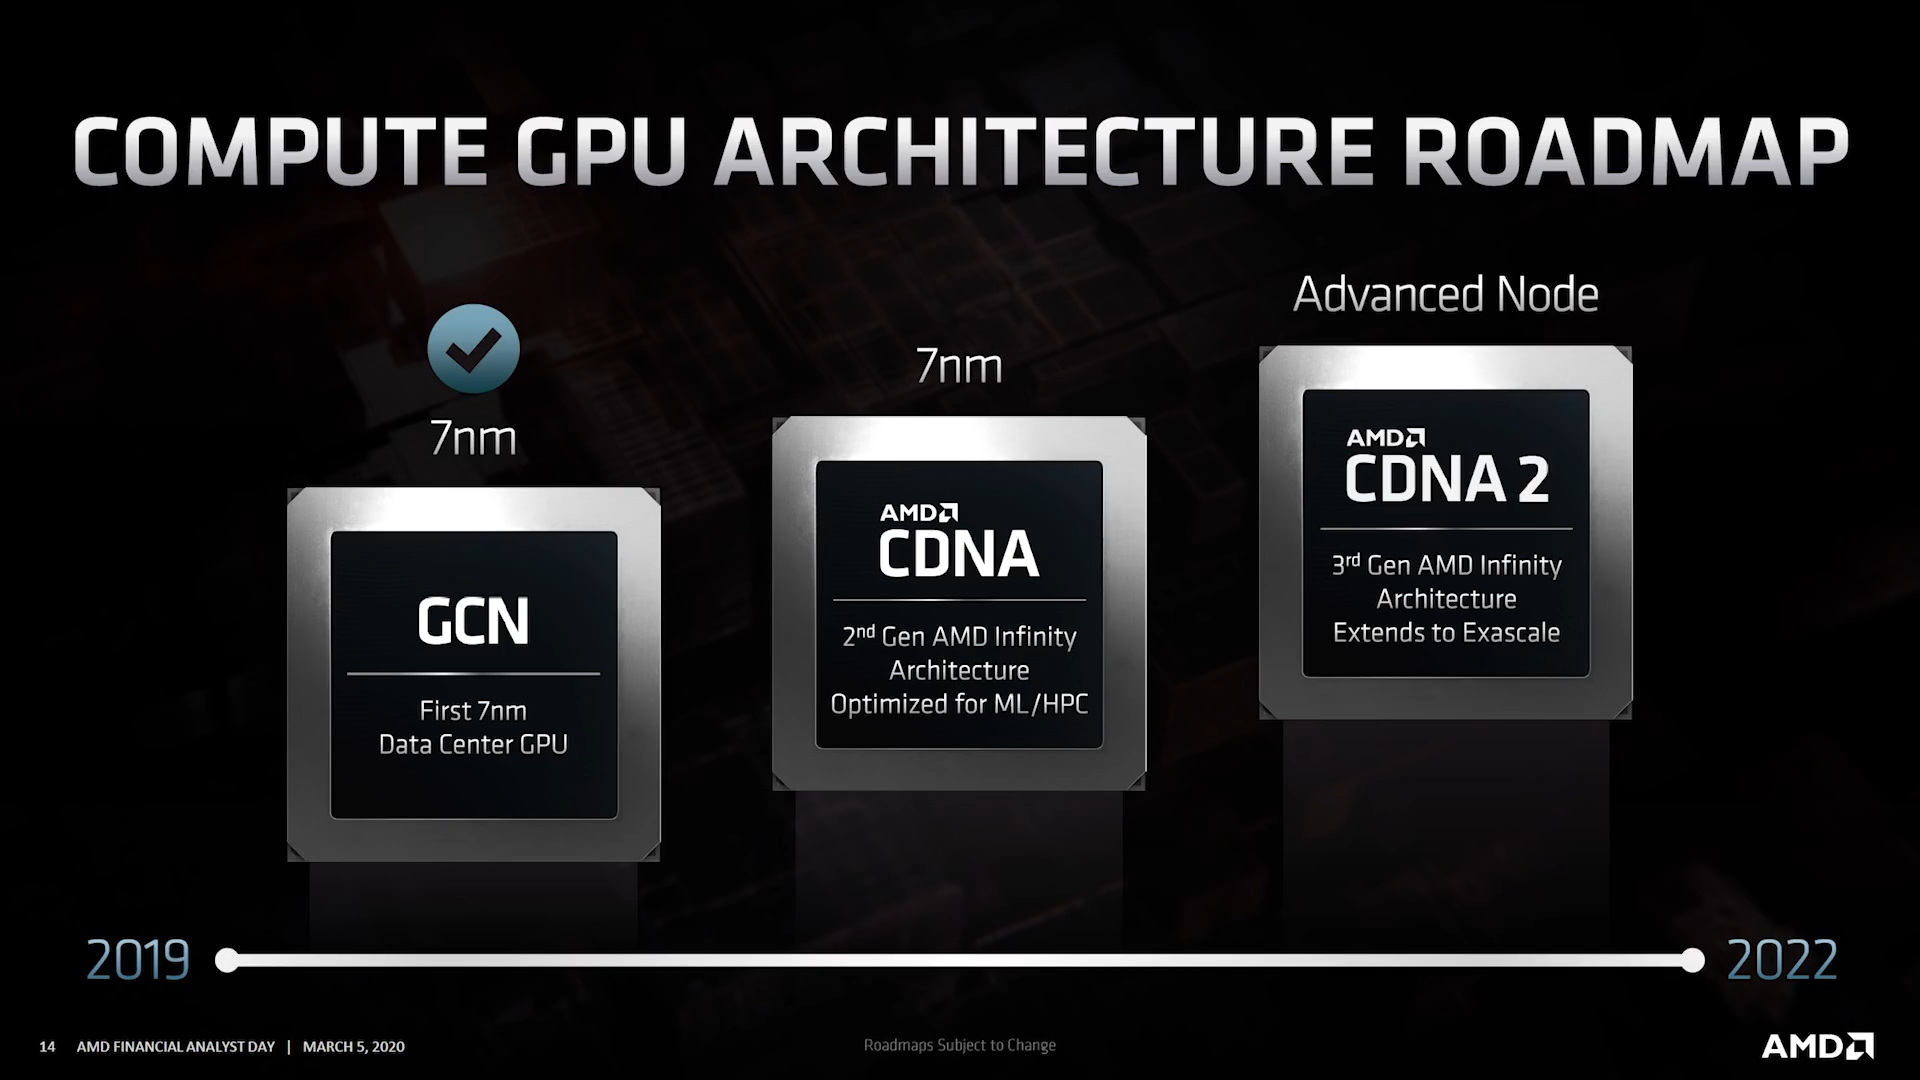 COMPUTE GPU ARCHITECTURE ROADMAP
7nm
GCN
First 7nm
Data Center GPU
7nm
AMD
CDNA
2nd Gen AMD Infinity
Architecture
Optimized for ML/HPC
Advanced Node
AMD
CDNA 2
3rd Gen AMD Infinity
Architecture
Extends to Exascale
2019
2022
14 AMD FINANCIAL ANALYST DAY | MARCH 5, 2020
Roadmaps Subject to Change
AMD